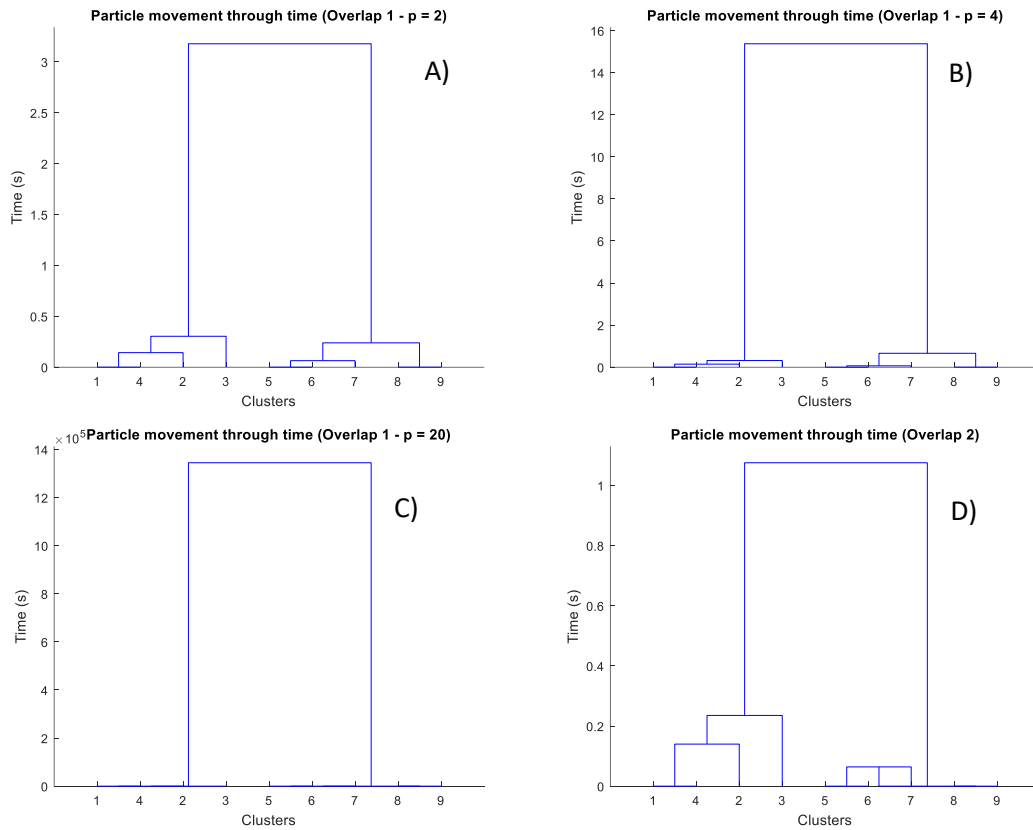 Particle movement through time (Overlap 1 - p = 2)
A)
3
2.5
2
1.5
1
0.5
0
Time (s)
1 4 2 3 5 6 7 8 9
Clusters
Particle movement through time (Overlap 1 - p = 4)
B)
16
14
12
10
8
6
4
2
0
Time (s)
1 4 2 3 5 6 7 8 9
Clusters
×10⁵ Particle movement through time (Overlap 1 - p = 20)
C)
14
12
10
8
6
4
2
0
Time (s)
1 4 2 3 5 6 7 8 9
Clusters
Particle movement through time (Overlap 2)
D)
1
0.8
0.6
0.4
0.2
0
Time (s)
1 4 2 3 5 6 7 8 9
Clusters